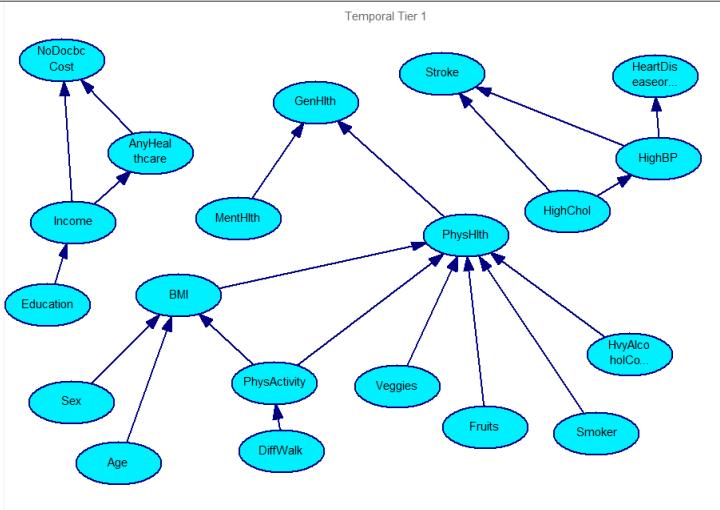 Temporal Tier 1
NoDocbc
Cost
Stroke
HeartDis
easeor...
GenHlth
AnyHeal
thcare
HighBP
MentHlth
HighChol
Income
PhysHlth
BMI
Education
HvyAlco
holCo...
PhysActivity
Veggies
Sex
Fruits
Smoker
DiffWalk
Age